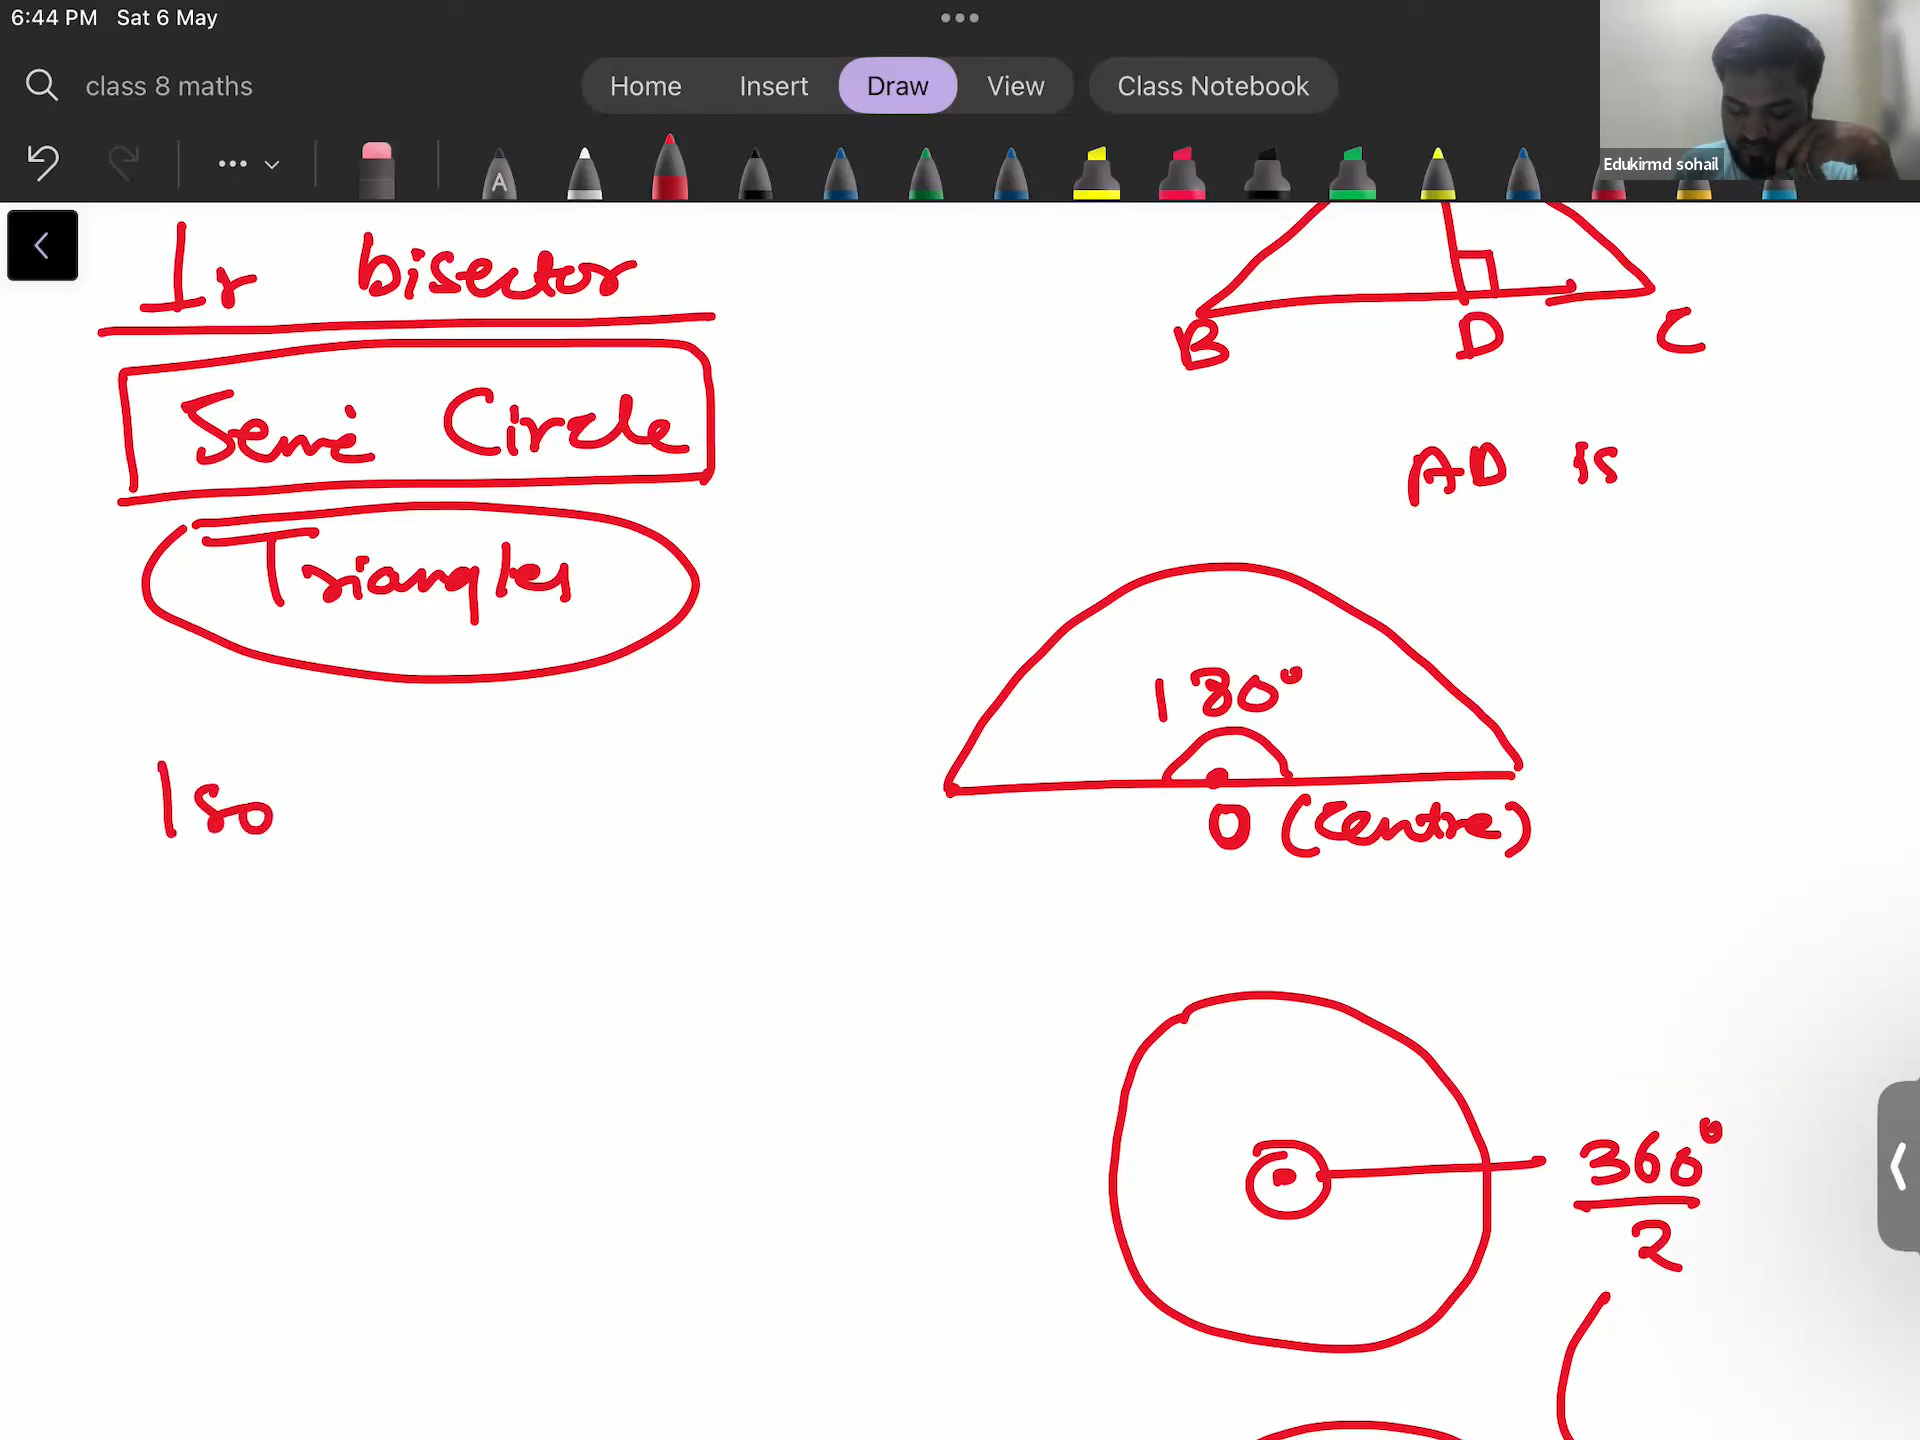 6:44 PM Sat 6 May
class 8 maths
Home Insert Draw View Class Notebook
A
Edukirmd sohail
⊥r bisector
Semi Circle
Triangles
Iso
B D C
AD is
180°
O (Centre)
360°
2